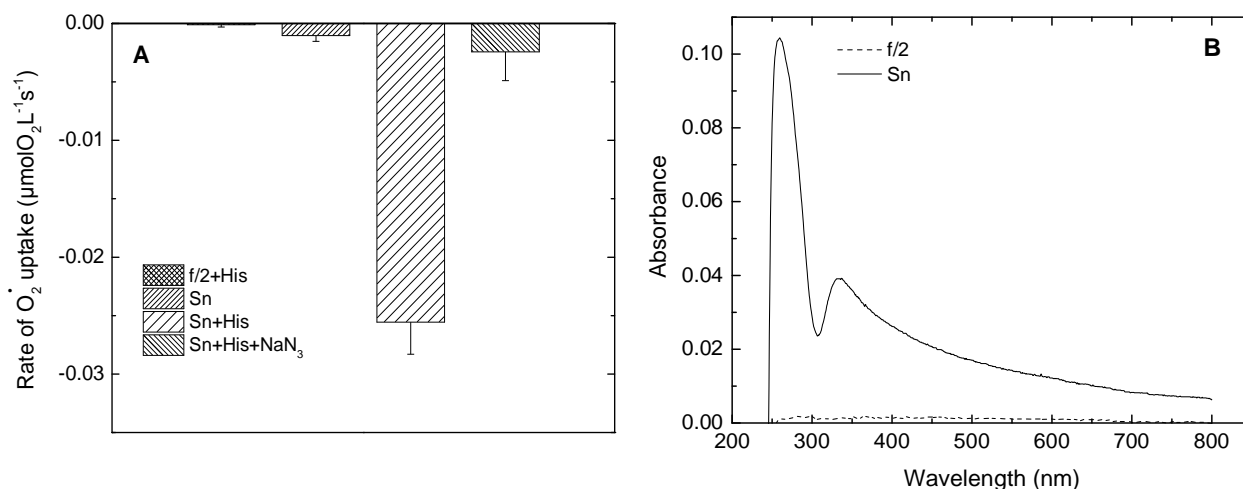 A
0.00
-0.01
-0.02
-0.03
Rate of O₂˙ uptake (µmolO₂L⁻¹s⁻¹)
f/2+His
Sn
Sn+His
Sn+His+NaN₃
B
f/2
Sn
0.10
0.08
0.06
0.04
0.02
0.00
Absorbance
200 300 400 500 600 700 800
Wavelength (nm)